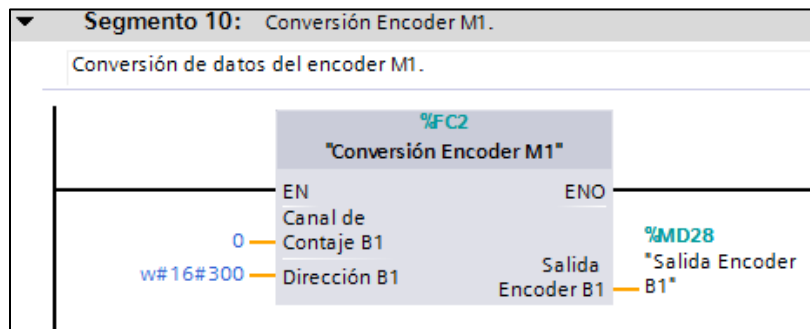 Segmento 10: Conversión Encoder M1.
Conversión de datos del encoder M1.
%FC2
"Conversión Encoder M1"
EN ENO
Canal de
0 Contaje B1
%MD28
w#16#300 Dirección B1
Salida
Encoder B1
"Salida Encoder
B1"